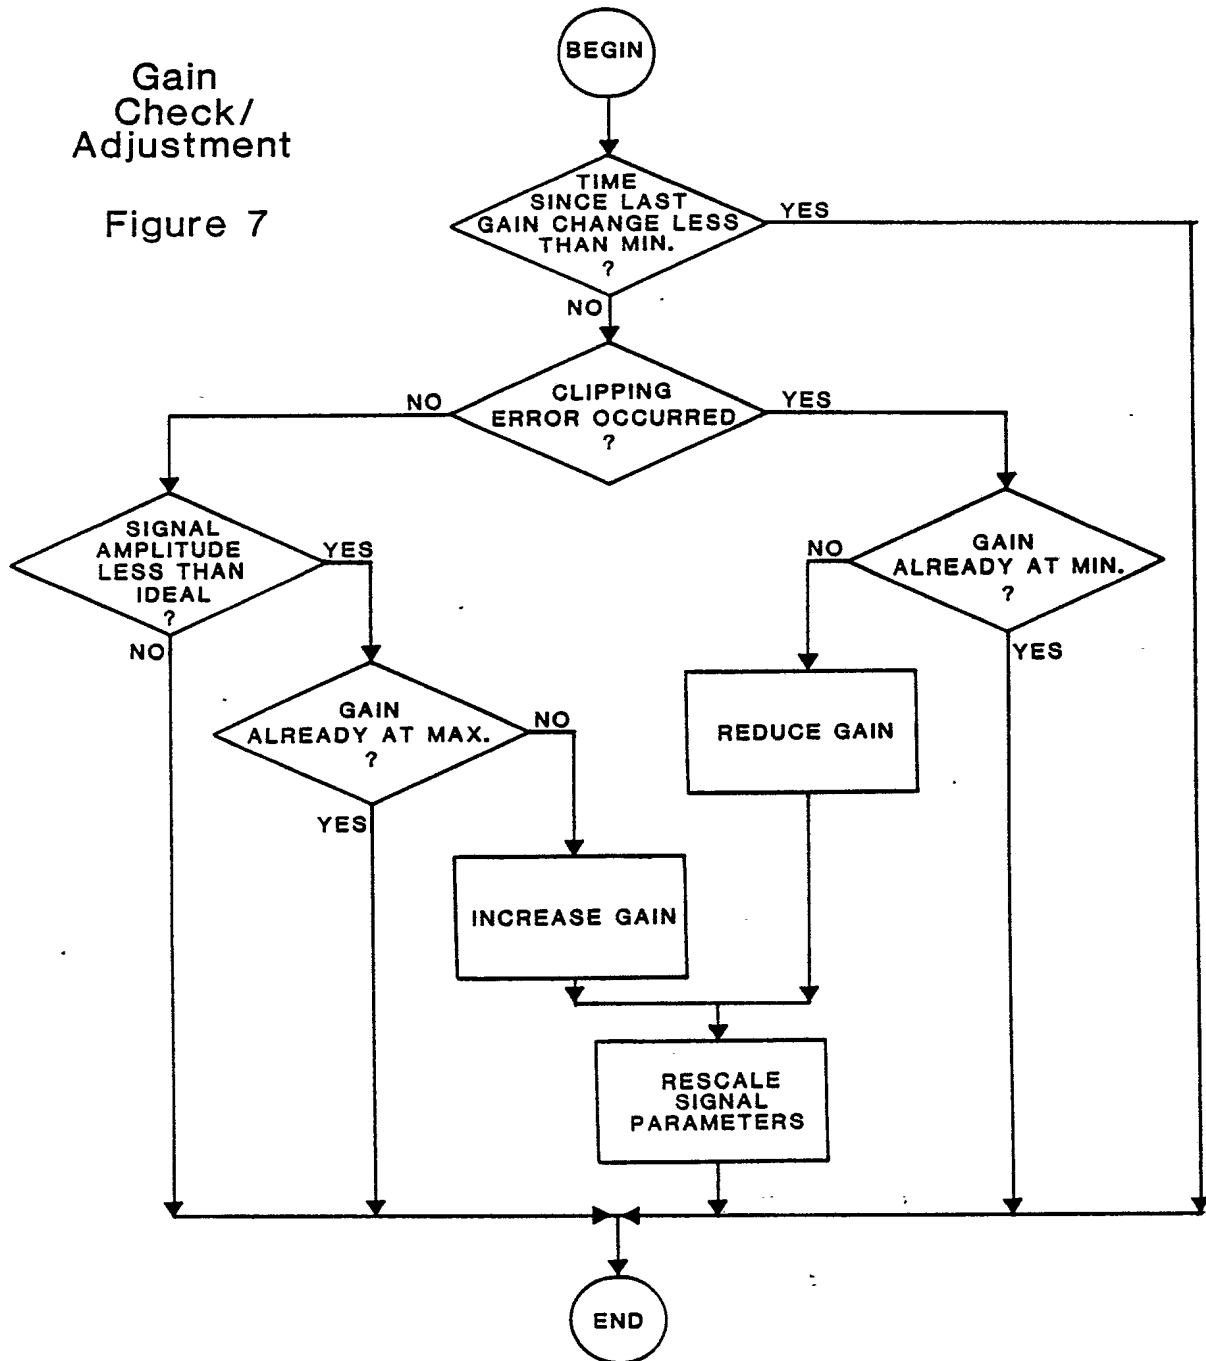 BEGIN
Gain
Check/
Adjustment
Figure 7
TIME
SINCE LAST
GAIN CHANGE LESS
THAN MIN.
?
YES
NO
CLIPPING
ERROR OCCURRED
?
NO
YES
SIGNAL
AMPLITUDE
LESS THAN
IDEAL
?
YES
NO
GAIN
ALREADY AT MIN.
?
NO
YES
GAIN
ALREADY AT MAX.
?
NO
YES
REDUCE GAIN
INCREASE GAIN
RESCALE
SIGNAL
PARAMETERS
END